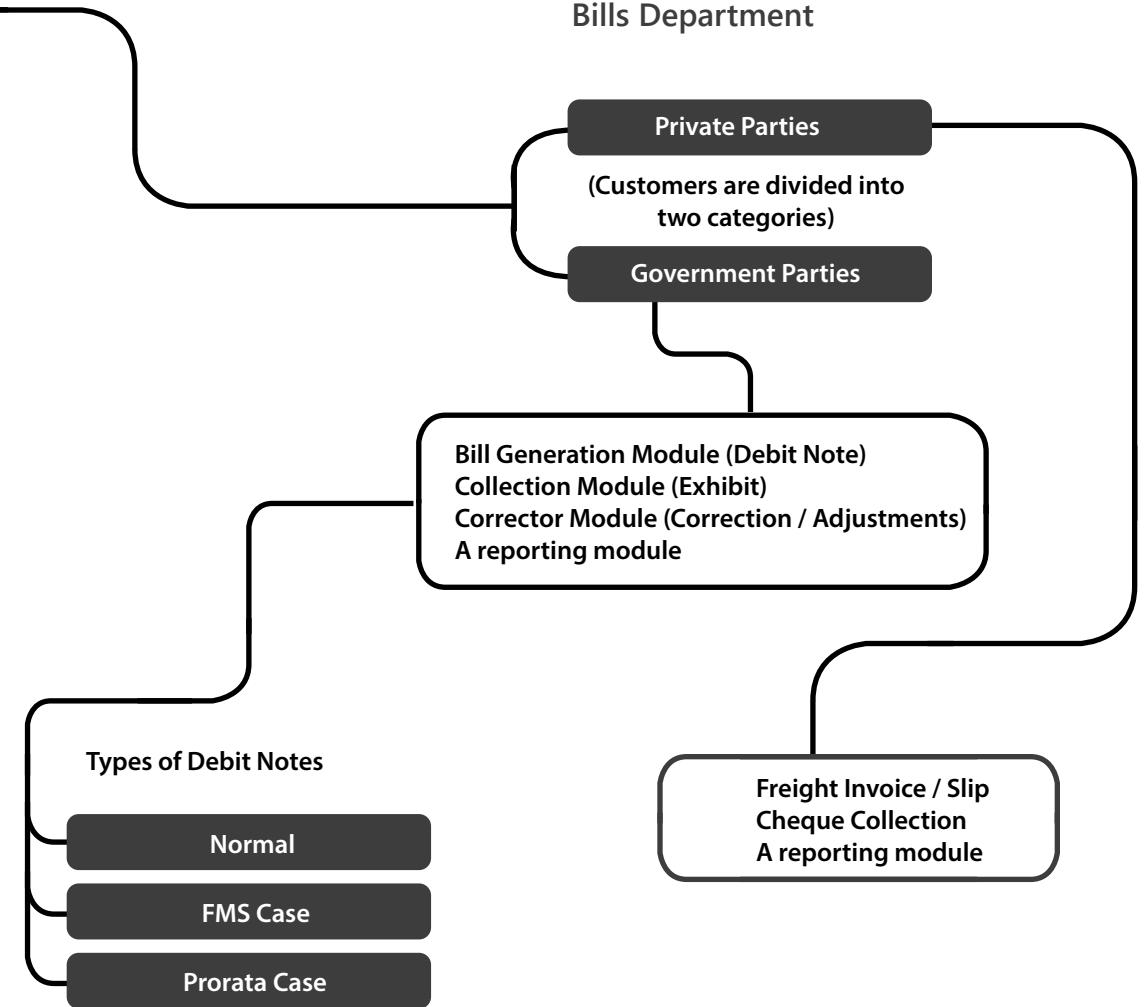 Bills Department
Private Parties
(Customers are divided into
two categories)
Government Parties
Bill Generation Module (Debit Note)
Collection Module (Exhibit)
Corrector Module (Correction / Adjustments)
A reporting module
Types of Debit Notes
Normal
FMS Case
Prorata Case
Freight Invoice / Slip
Cheque Collection
A reporting module